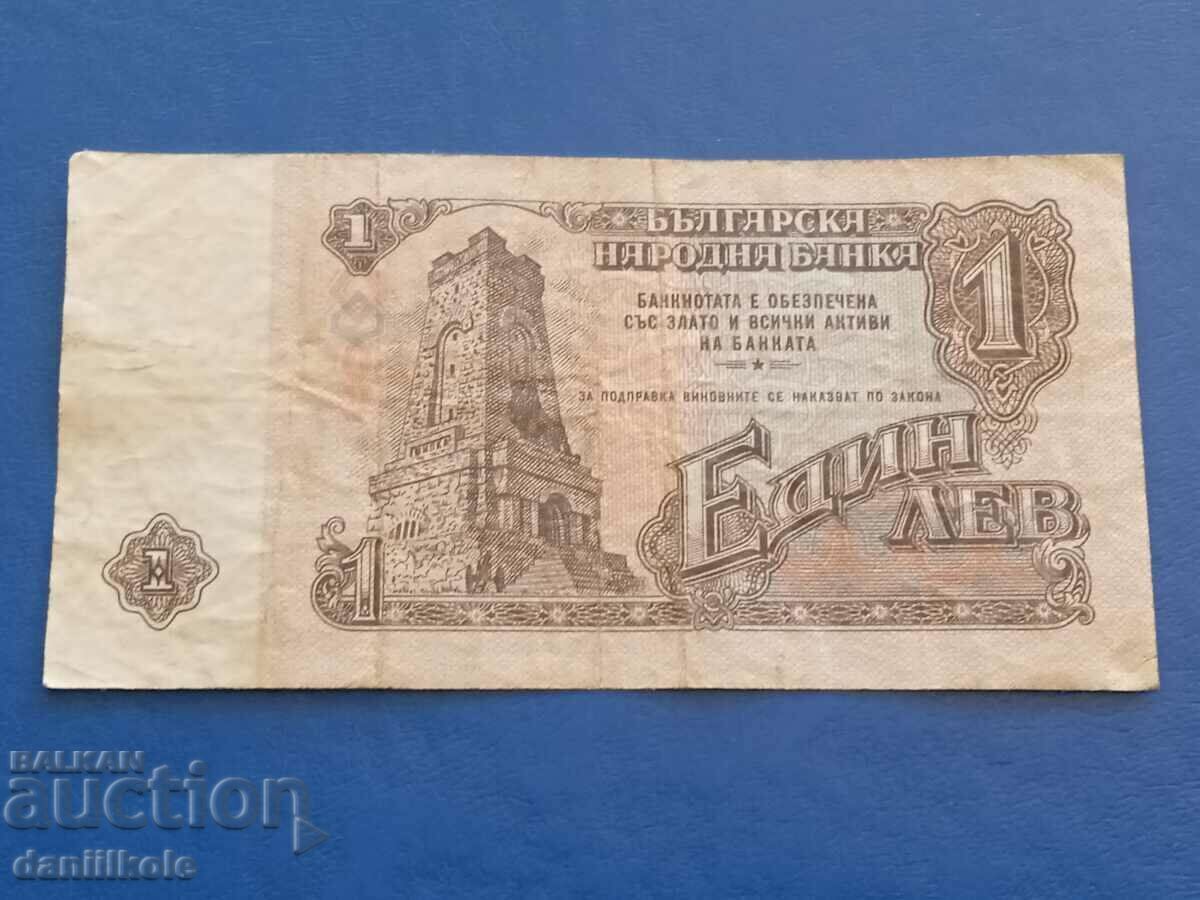 1
БЪЛГАРСКА
НАРОДНА БАНКА
1
БАНКНОТАТА Е ОБЕЗПЕЧЕНА
СЪС ЗЛАТО И ВСИЧКИ АКТИВИ
НА БАНКАТА
ЗА ПОДПРАВКА ВИНОВНИТЕ СЕ НАКАЗВАТ ПО ЗАКОНА
Един
ЛЕВ
1
1
BALKAN
auction
daniilkole